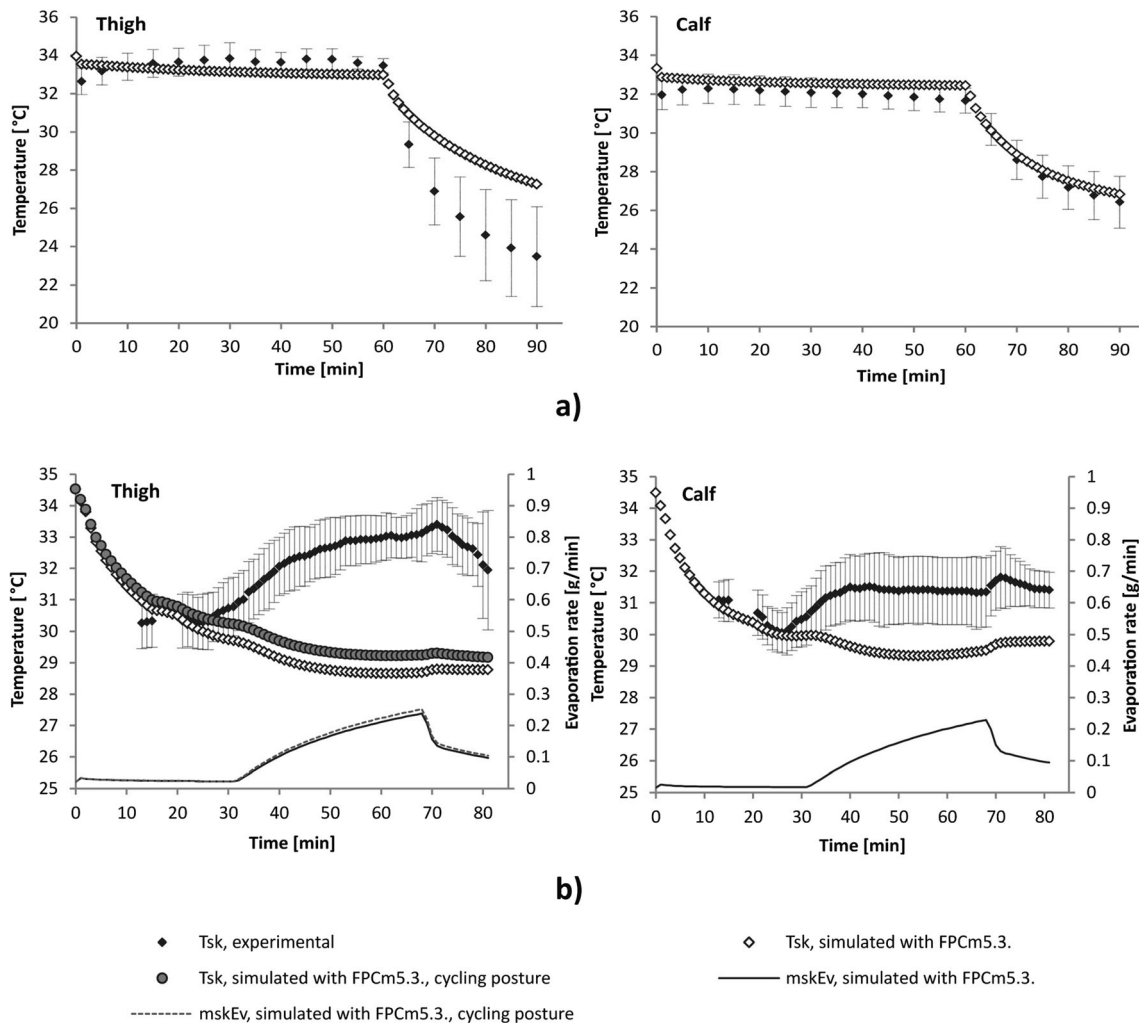 Thigh
36
34
32
30
28
26
24
22
20
Temperature [°C]
0 10 20 30 40 50 60 70 80 90
Time [min]
Calf
36
34
32
30
28
26
24
22
20
Temperature [°C]
0 10 20 30 40 50 60 70 80 90
Time [min]
a)
Thigh
35
34
33
32
31
30
29
28
27
26
25
Temperature [°C]
1
0.9
0.8
0.7
0.6
0.5
0.4
0.3
0.2
0.1
0
Evaporation rate [g/min]
0 10 20 30 40 50 60 70 80
Time [min]
Calf
35
34
33
32
31
30
29
28
27
26
25
Temperature [°C]
1
0.9
0.8
0.7
0.6
0.5
0.4
0.3
0.2
0.1
0
Evaporation rate [g/min]
0 10 20 30 40 50 60 70 80
Time [min]
b)
Tsk, experimental
Tsk, simulated with FPCm5.3.
Tsk, simulated with FPCm5.3., cycling posture
mskEv, simulated with FPCm5.3.
mskEv, simulated with FPCm5.3., cycling posture